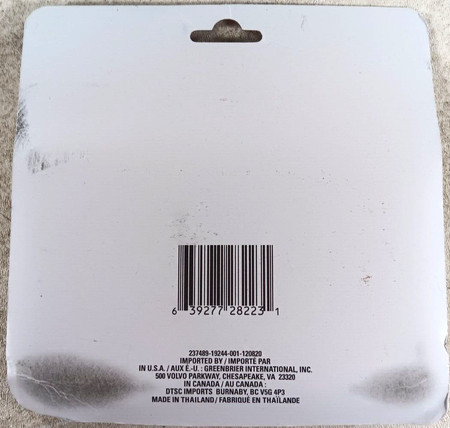 6 39277 28223 1
237489-19244-001-120820
IMPORTED BY / IMPORTÉ PAR
IN U.S.A. / AUX É.-U. : GREENBRIER INTERNATIONAL, INC.
500 VOLVO PARKWAY, CHESAPEAKE, VA 23320
IN CANADA / AU CANADA :
DTSC IMPORTS BURNABY, BC V5G 4P3
MADE IN THAILAND / FABRIQUÉ EN THAÏLANDE